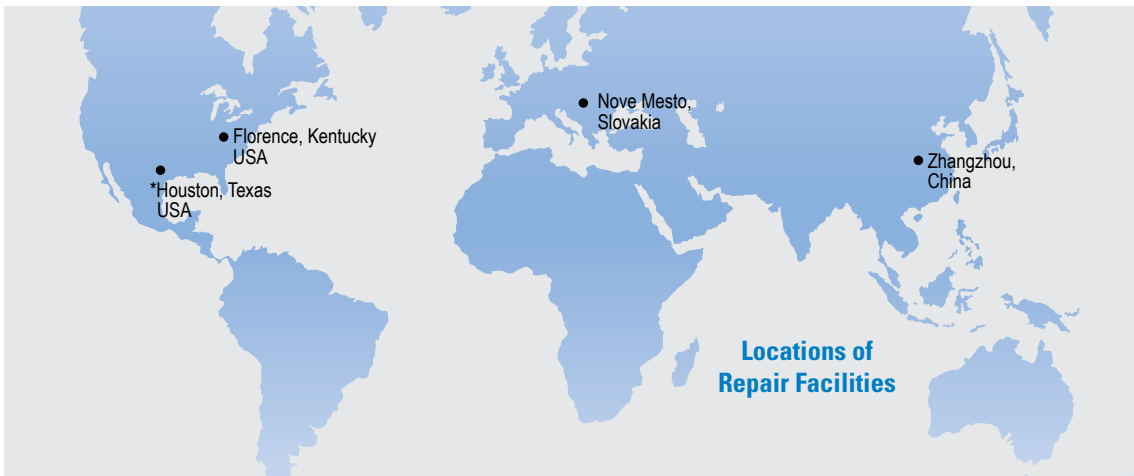 Nove Mesto,
Slovakia
Florence, Kentucky
USA
Zhangzhou,
China
*Houston, Texas
USA
Locations of
Repair Facilities